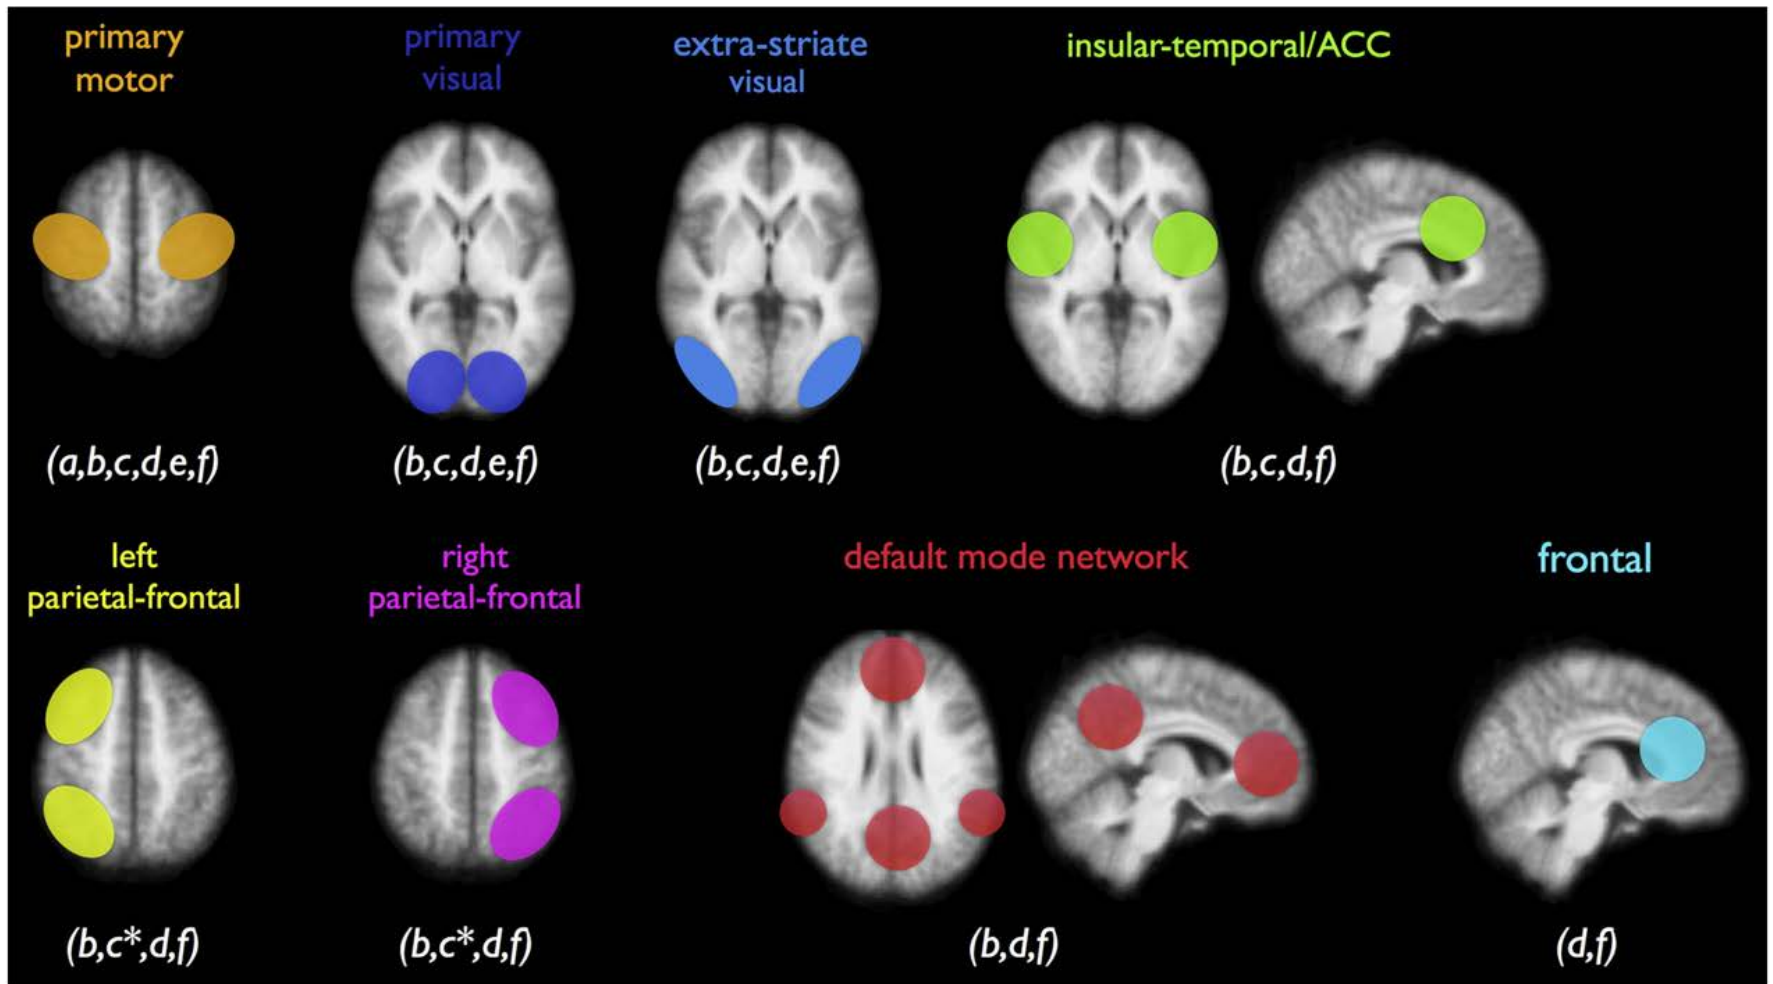 primary
motor
primary
visual
extra-striate
visual
insular-temporal/ACC
(a,b,c,d,e,f)
(b,c,d,e,f)
(b,c,d,e,f)
(b,c,d,f)
left
parietal-frontal
right
parietal-frontal
default mode network
frontal
(b,c*,d,f)
(b,c*,d,f)
(b,d,f)
(d,f)